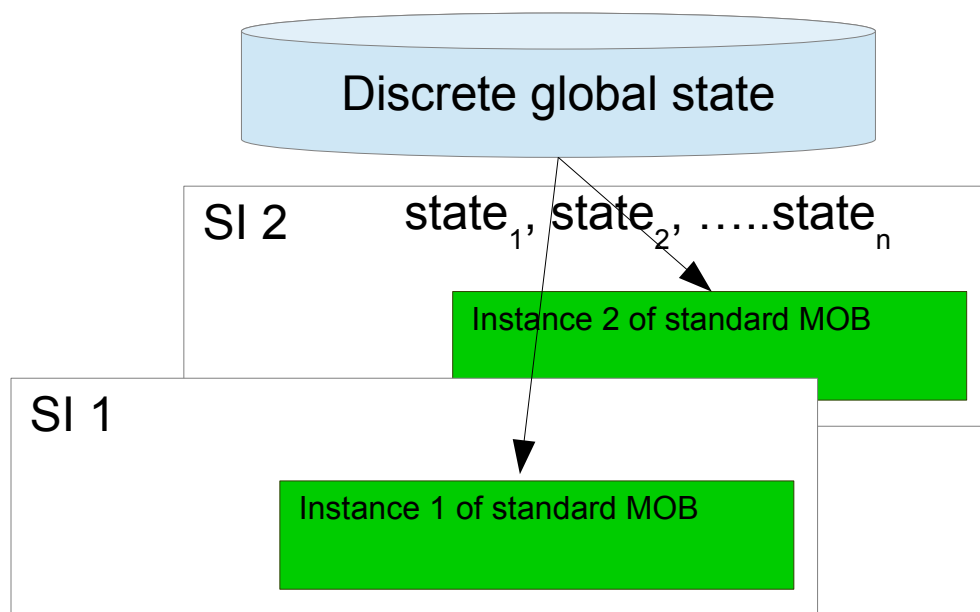 Discrete global state
SI 2
state₁, state₂, …..stateₙ
Instance 2 of standard MOB
SI 1
Instance 1 of standard MOB